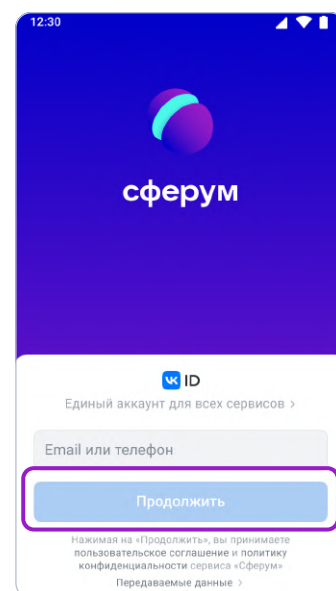 12:30
сферум
VK ID
Единый аккаунт для всех сервисов >
Email или телефон
Продолжить
Нажимая на «Продолжить», вы принимаете
пользовательское соглашение и политику
конфиденциальности сервиса «Сферум»
Передаваемые данные >